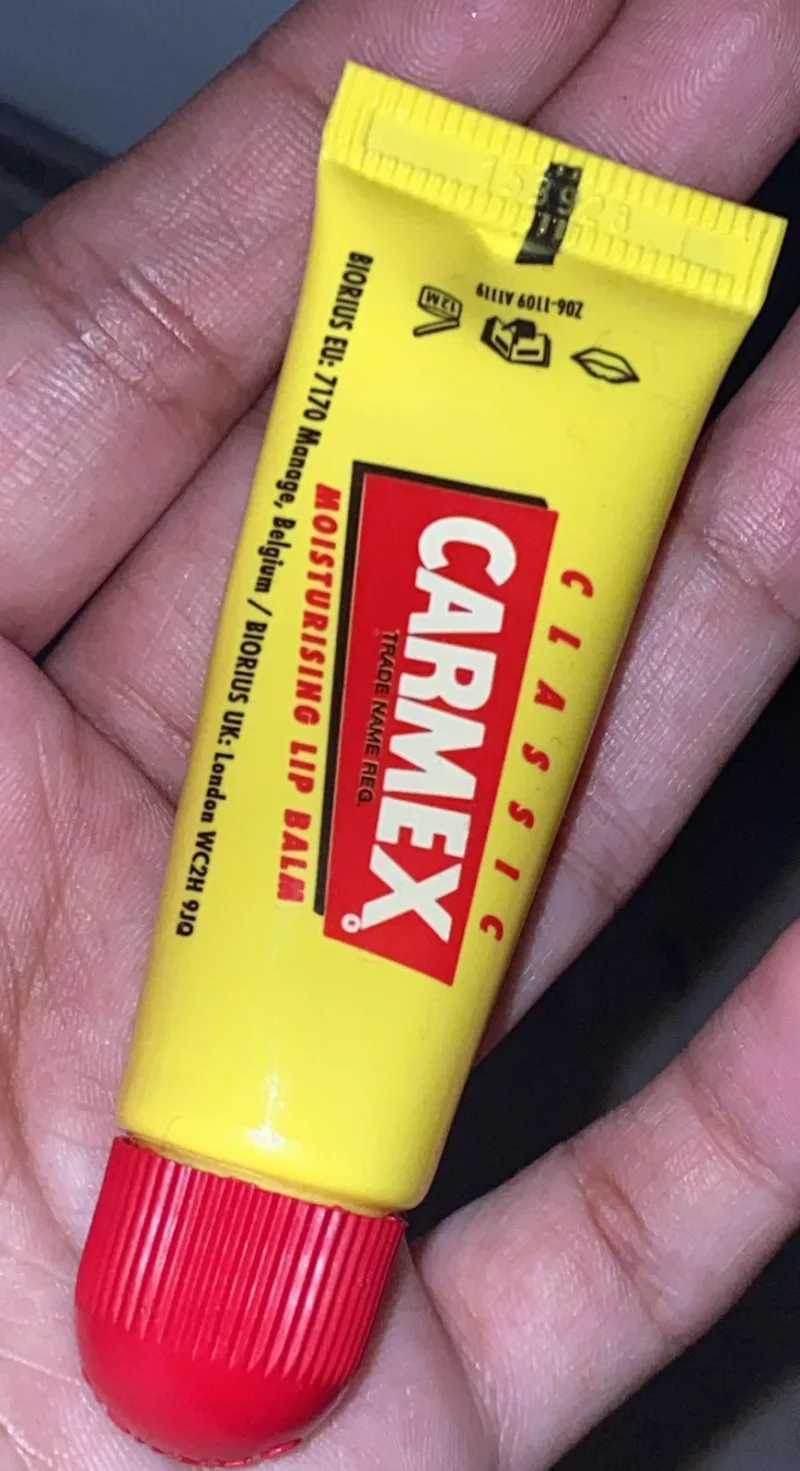 CLASSIC
CARMEX
TRADE NAME REG.
MOISTURISING LIP BALM
BIORIUS EU: 7170 Manage, Belgium / BIORIUS UK: London WC2H 9JQ
Z06-1109 A1119
12M